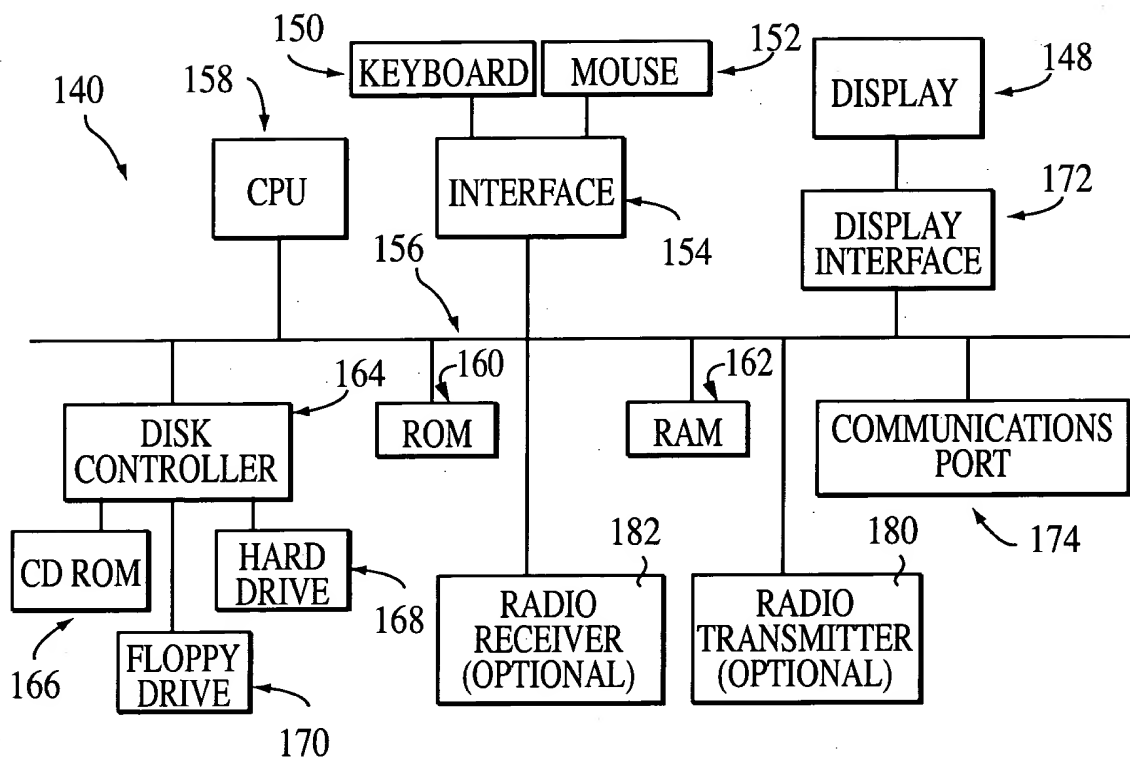 150
KEYBOARD
MOUSE
152
DISPLAY
148
140
158
CPU
INTERFACE
154
172
DISPLAY
INTERFACE
156
164
DISK
CONTROLLER
160
ROM
162
RAM
COMMUNICATIONS
PORT
174
CD ROM
166
HARD
DRIVE
168
FLOPPY
DRIVE
170
182
RADIO
RECEIVER
(OPTIONAL)
180
RADIO
TRANSMITTER
(OPTIONAL)